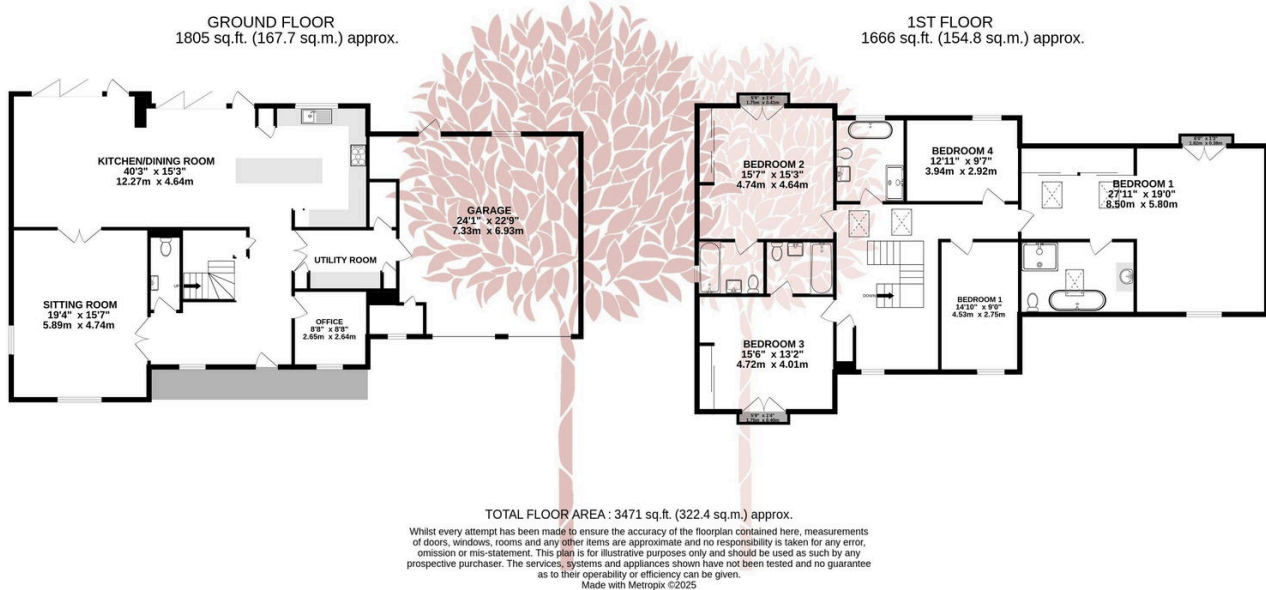 GROUND FLOOR
1805 sq.ft. (167.7 sq.m.) approx.
KITCHEN/DINING ROOM
40'3" x 15'3"
12.27m x 4.64m
GARAGE
24'1" x 22'9"
7.33m x 6.93m
UTILITY ROOM
UP
SITTING ROOM
19'4" x 15'7"
5.89m x 4.74m
OFFICE
8'8" x 8'8"
2.65m x 2.64m
1ST FLOOR
1666 sq.ft. (154.8 sq.m.) approx.
BEDROOM 2
15'7" x 15'3"
4.74m x 4.64m
BEDROOM 4
12'11" x 9'7"
3.94m x 2.92m
BEDROOM 1
27'11" x 19'0"
8.50m x 5.80m
DOWN
BEDROOM 1
14'10" x 9'0"
4.53m x 2.75m
BEDROOM 3
15'6" x 13'2"
4.72m x 4.01m
TOTAL FLOOR AREA : 3471 sq.ft. (322.4 sq.m.) approx.
Whilst every attempt has been made to ensure the accuracy of the floorplan contained here, measurements
of doors, windows, rooms and any other items are approximate and no responsibility is taken for any error,
omission or mis-statement. This plan is for illustrative purposes only and should be used as such by any
prospective purchaser. The services, systems and appliances shown have not been tested and no guarantee
as to their operability or efficiency can be given.
Made with Metropix ©2025